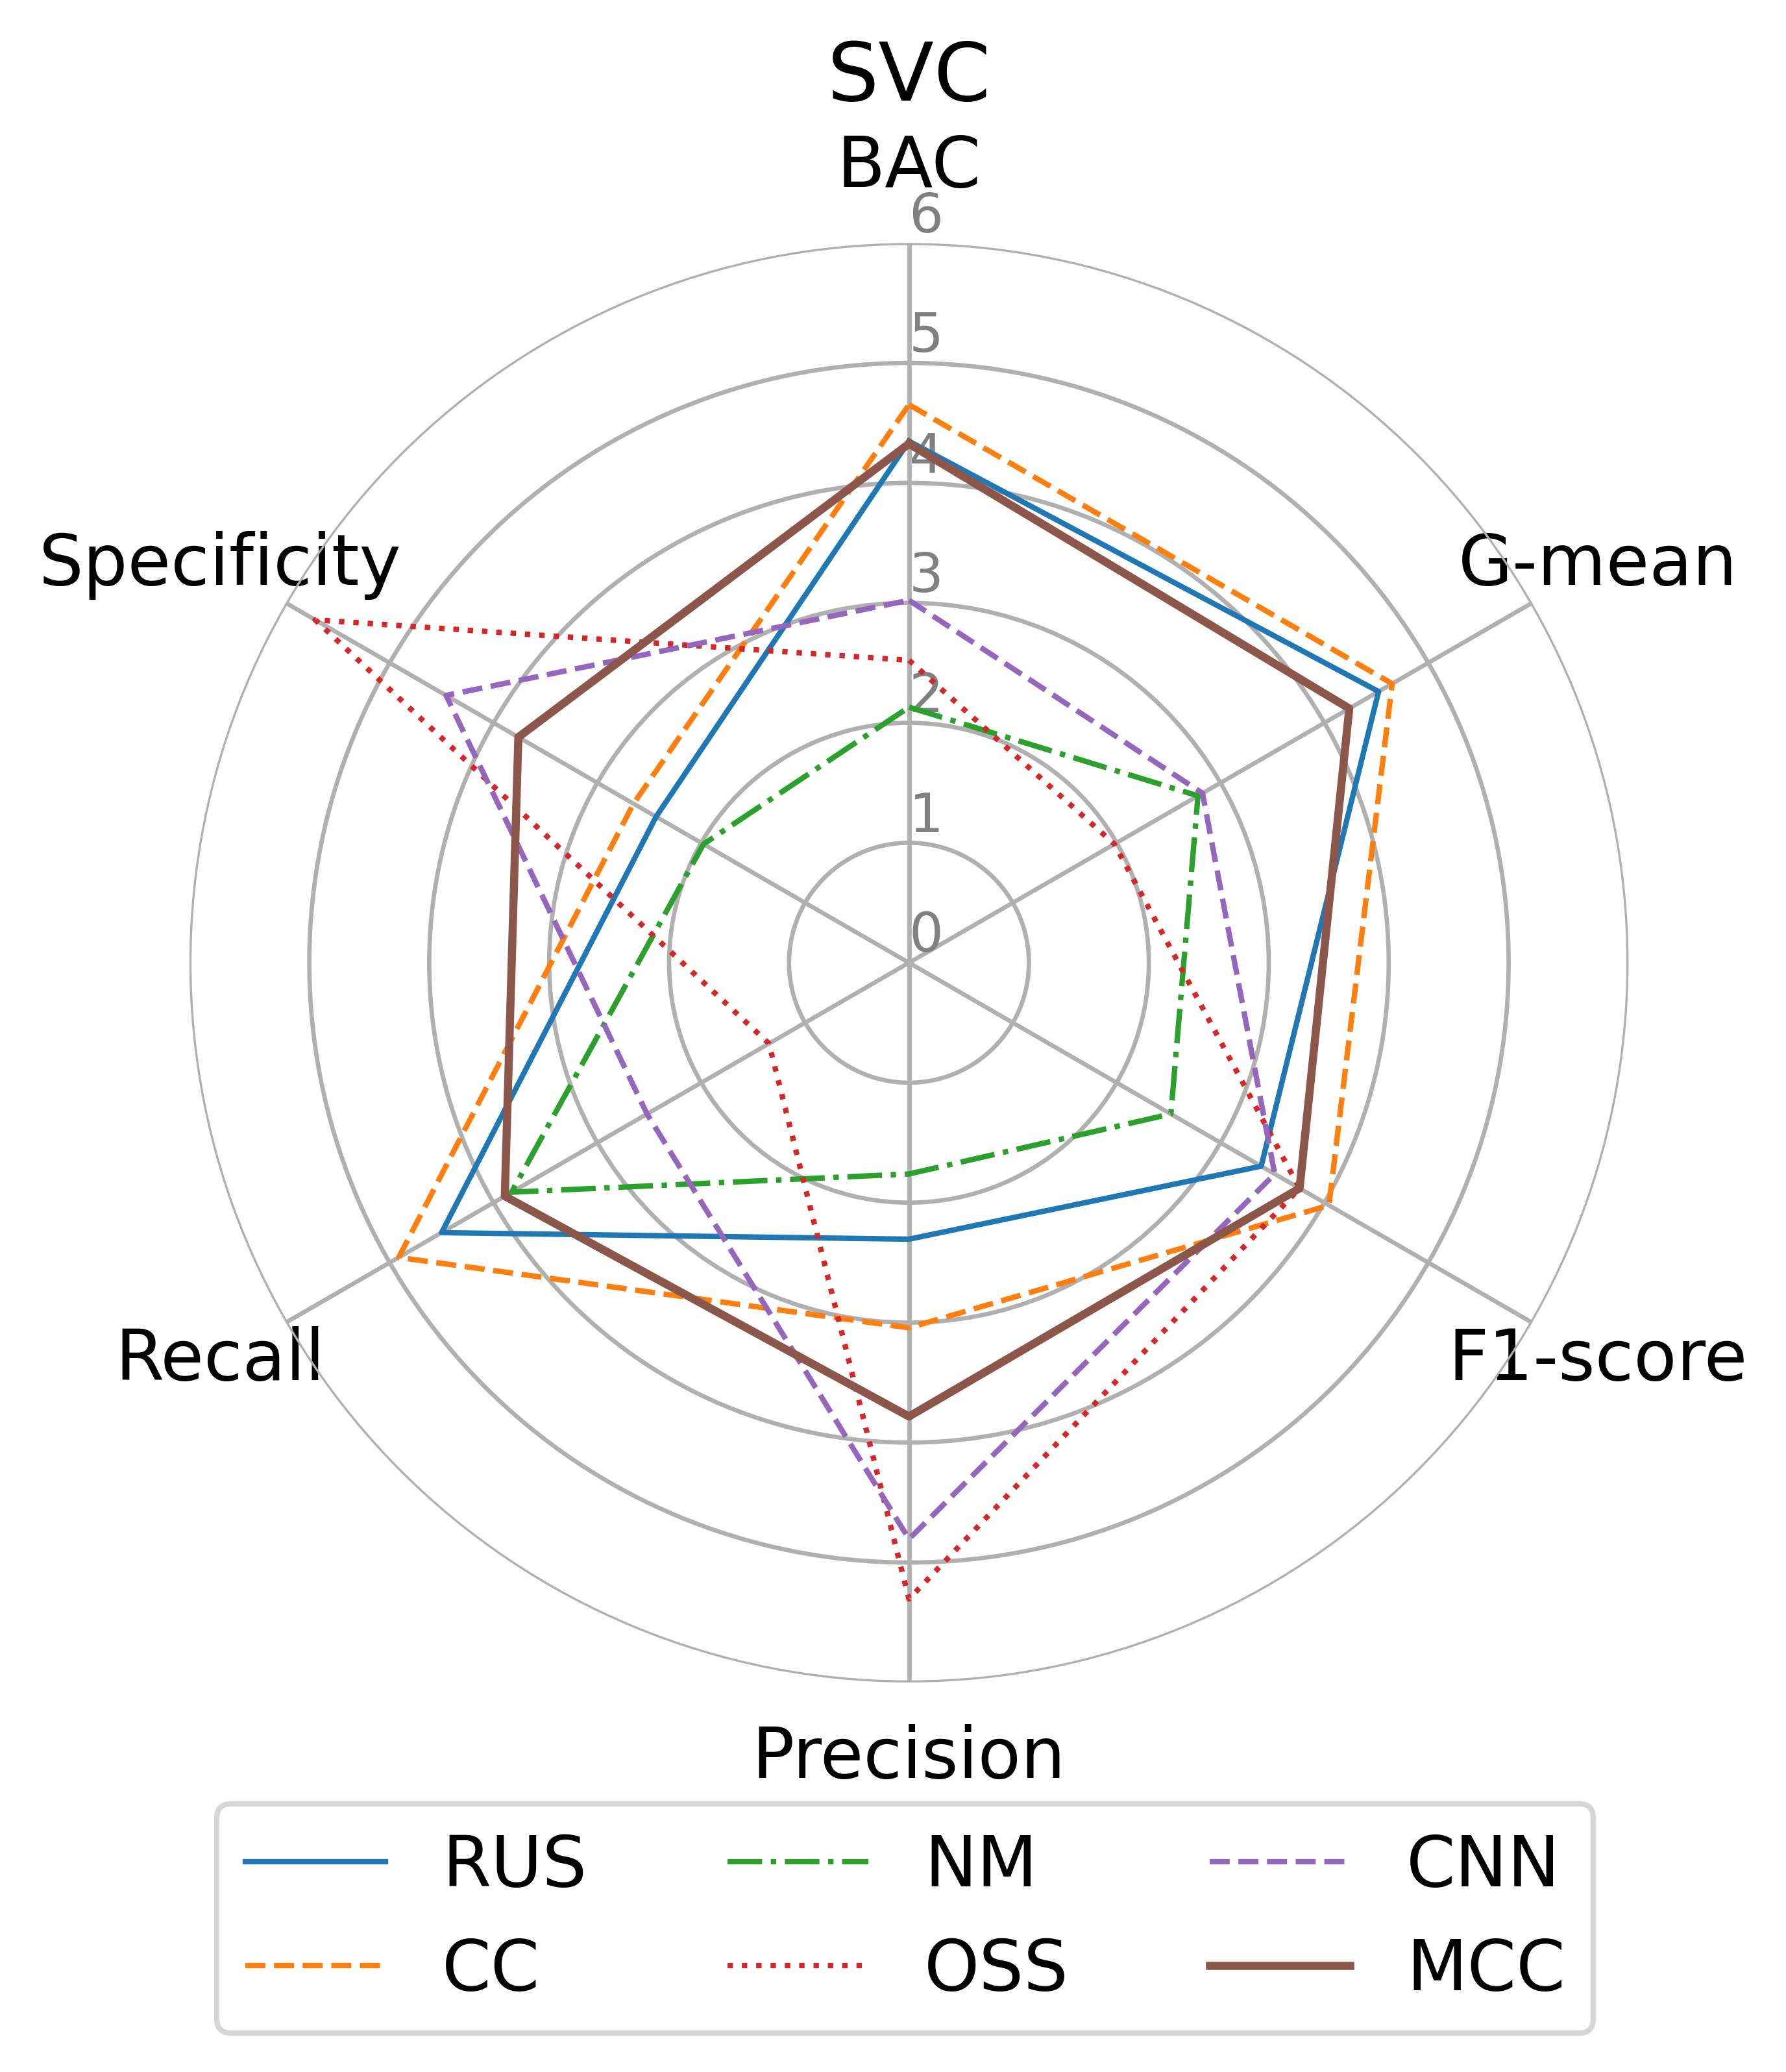 SVC
BAC
6
5
4
3
2
1
0
Specificity
G-mean
Recall
F1-score
Precision
RUS NM CNN
CC OSS MCC